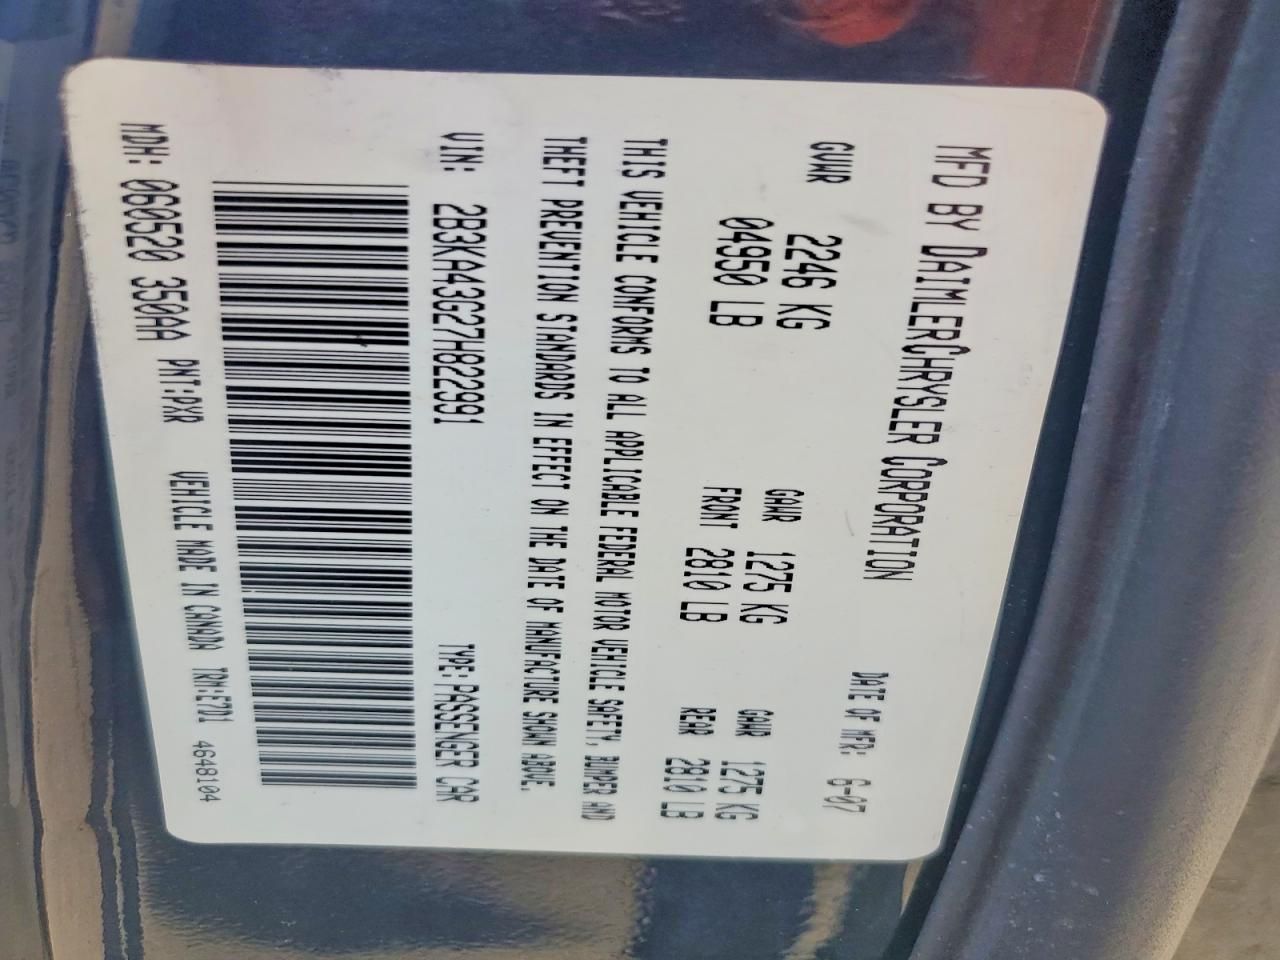 MFD BY DAIMLERCHRYSLER CORPORATION
DATE OF MFR: 6-07
GVWR 2246 KG
04950 LB
GAWR FRONT 1275 KG
2810 LB
GAWR REAR 1275 KG
2810 LB
THIS VEHICLE CONFORMS TO ALL APPLICABLE FEDERAL MOTOR VEHICLE SAFETY, BUMPER AND
THEFT PREVENTION STANDARDS IN EFFECT ON THE DATE OF MANUFACTURE SHOWN ABOVE.
VIN: 2B3KA43G27H822991 TYPE: PASSENGER CAR
MDH: 060520 350AA PNT:PXR VEHICLE MADE IN CANADA TRM:E7D1 4648104